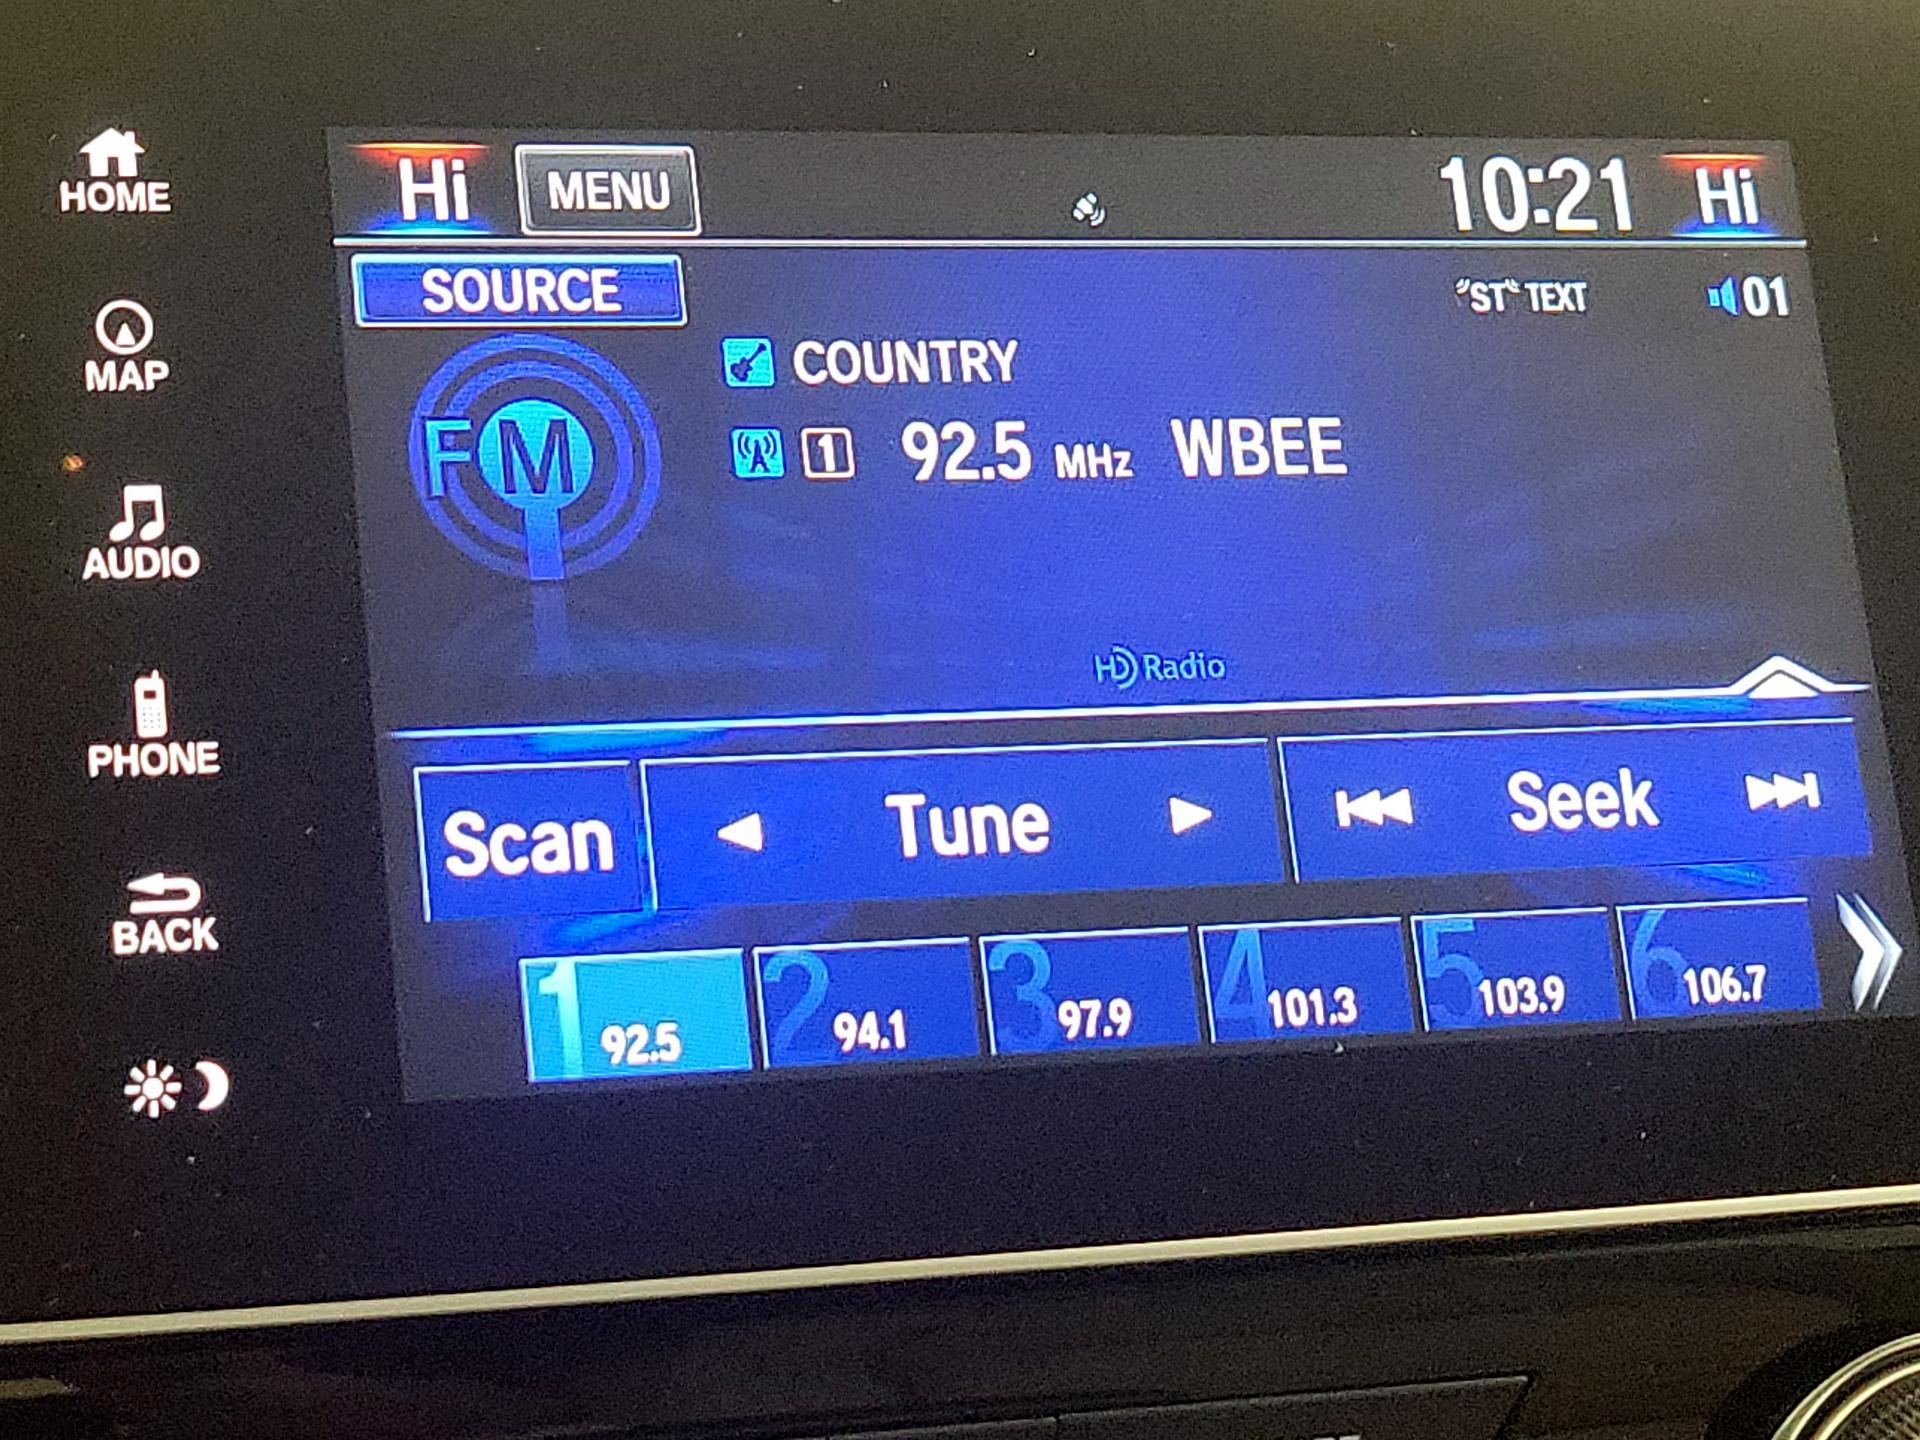 HOME
MAP
AUDIO
PHONE
BACK
Hi MENU 10:21 Hi
SOURCE "ST" TEXT 01
FM
COUNTRY
1 92.5 MHz WBEE
HD Radio
Scan Tune Seek
1 92.5 2 94.1 3 97.9 4 101.3 5 103.9 6 106.7